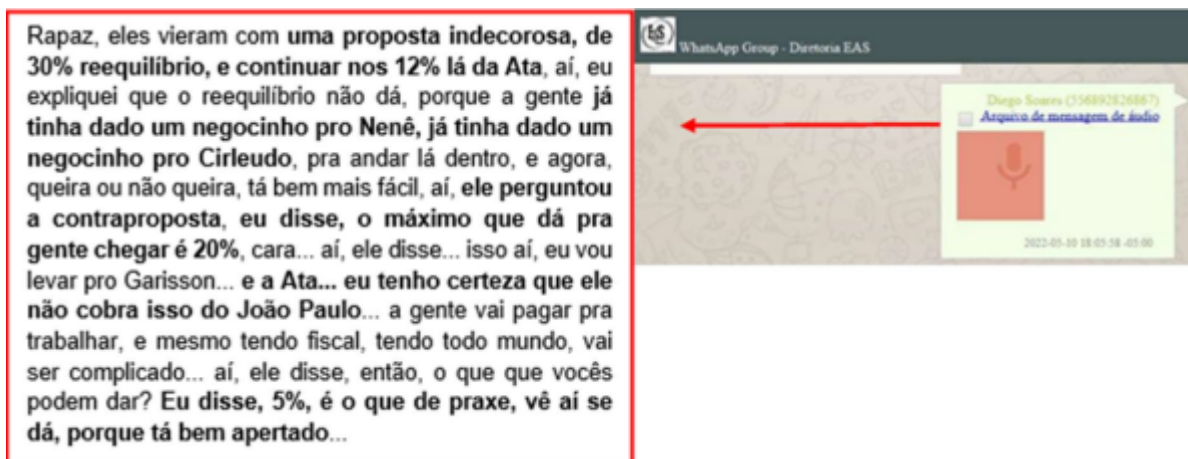 Rapaz, eles vieram com uma proposta indecorosa, de
30% reequilíbrio, e continuar nos 12% lá da Ata, aí, eu
expliquei que o reequilíbrio não dá, porque a gente já
tinha dado um negocinho pro Nenê, já tinha dado um
negocinho pro Cirleudo, pra andar lá dentro, e agora,
queira ou não queira, tá bem mais fácil, aí, ele perguntou
a contraproposta, eu disse, o máximo que dá pra
gente chegar é 20%, cara... aí, ele disse... isso aí, eu vou
levar pro Garisson... e a Ata... eu tenho certeza que ele
não cobra isso do João Paulo... a gente vai pagar pra
trabalhar, e mesmo tendo fiscal, tendo todo mundo, vai
ser complicado... aí, ele disse, então, o que que vocês
podem dar? Eu disse, 5%, é o que de praxe, vê aí se
dá, porque tá bem apertado...
EAS
WhatsApp Group - Diretoria EAS
Diego Soares (556892826867)
Arquivo de mensagem de áudio
2022-05-10 18:05:58 -05:00